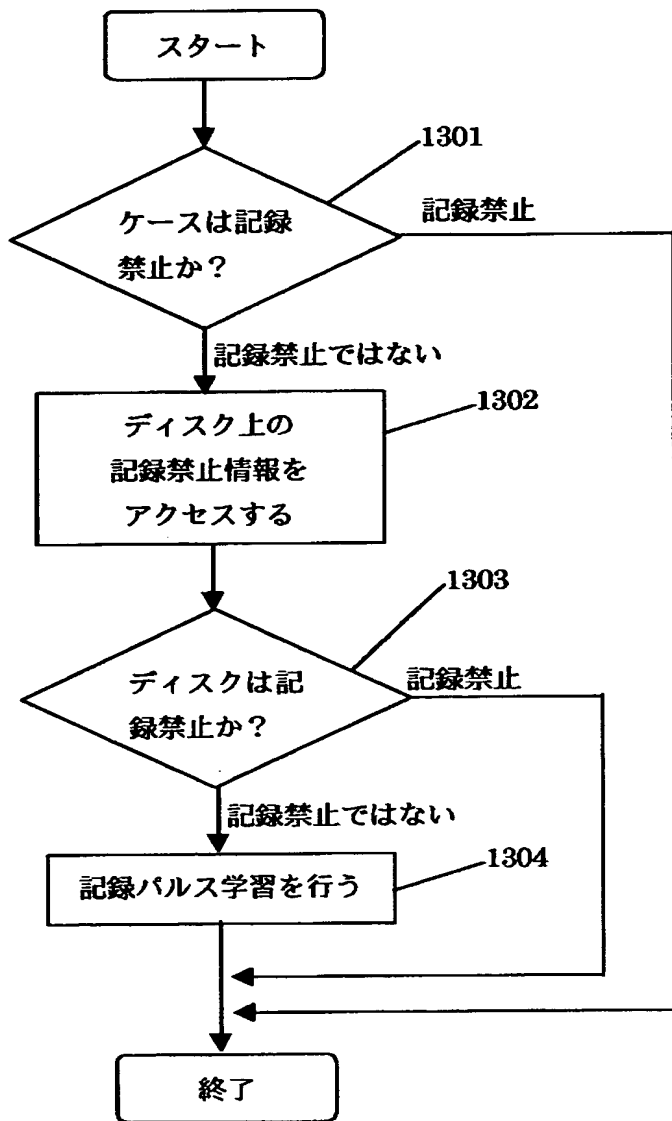 スタート
1301
ケースは記録
禁止か？
記録禁止
記録禁止ではない
1302
ディスク上の
記録禁止情報を
アクセスする
1303
ディスクは記
録禁止か？
記録禁止
記録禁止ではない
1304
記録パルス学習を行う
終了